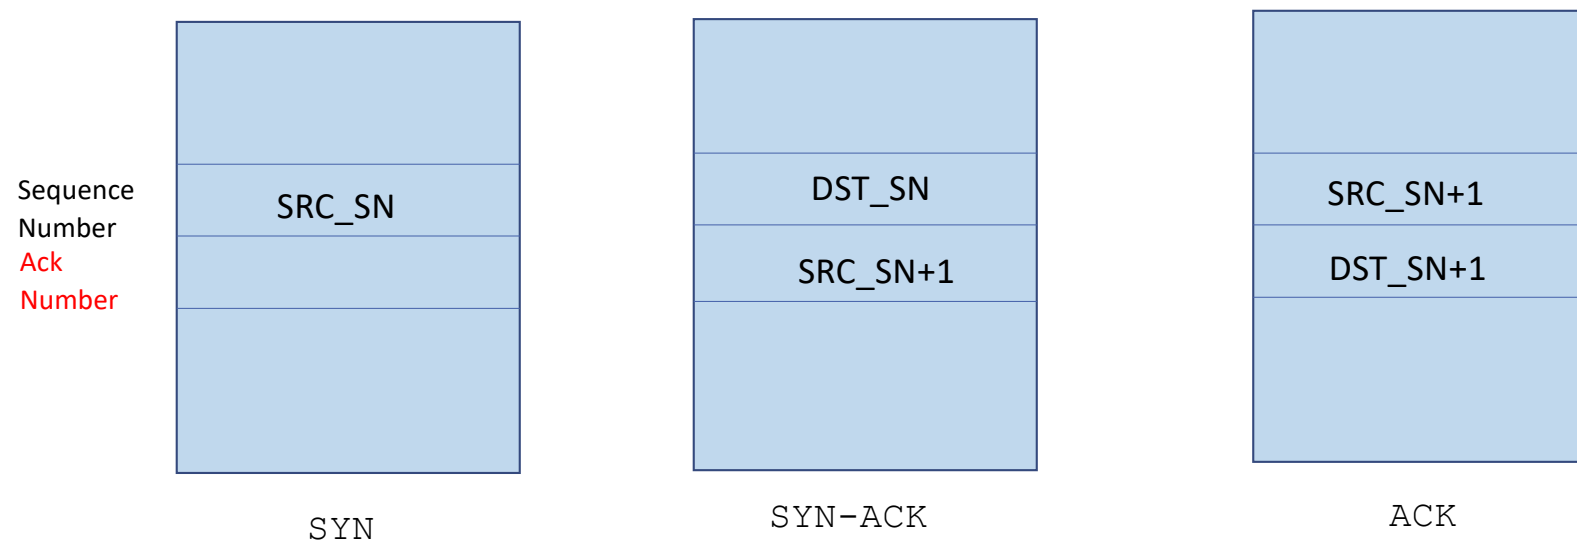 Sequence
Number
Ack
Number
SRC_SN
SYN
DST_SN
SRC_SN+1
SYN-ACK
SRC_SN+1
DST_SN+1
ACK